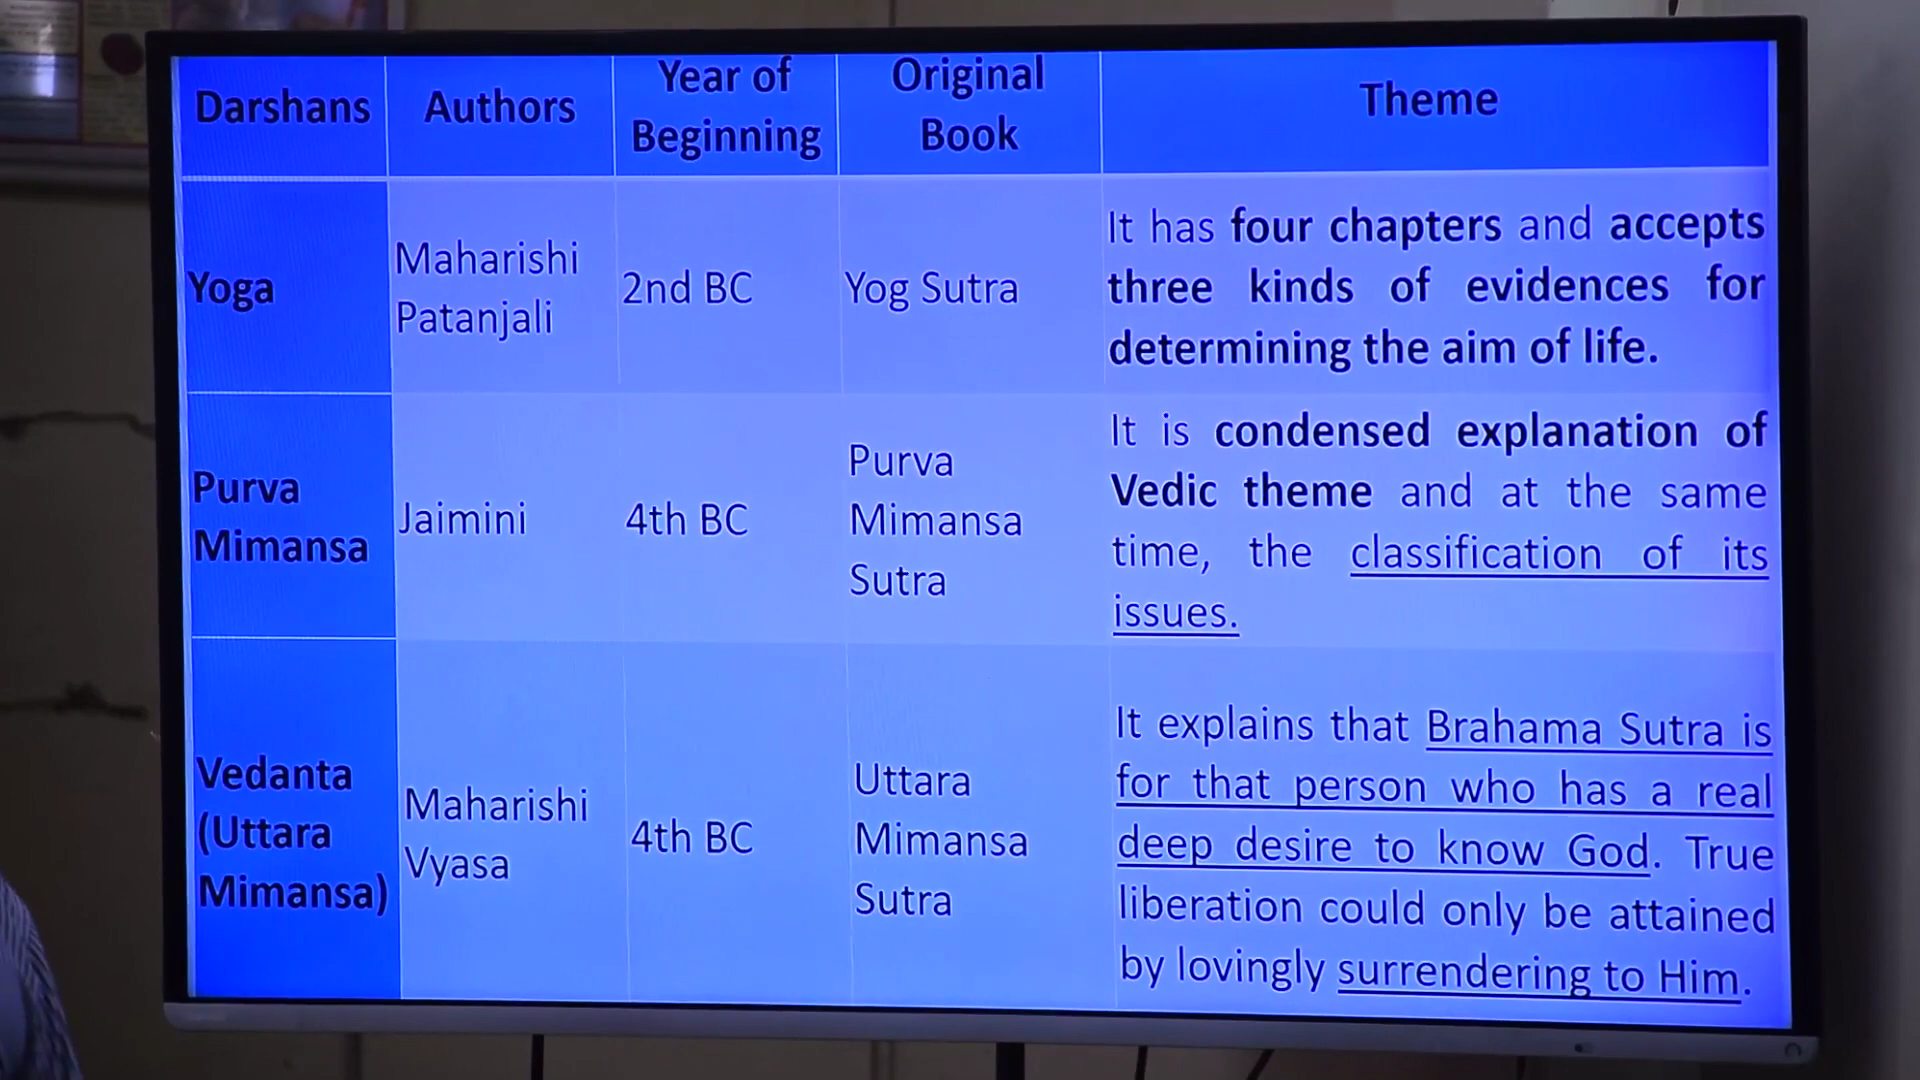 Darshans
Authors
Year of
Beginning
Original
Book
Theme
Yoga
Maharishi
Patanjali
2nd BC
Yog Sutra
It has four chapters and accepts
three kinds of evidences for
determining the aim of life.
Purva
Mimansa
Jaimini
4th BC
Purva
Mimansa
Sutra
It is condensed explanation of
Vedic theme and at the same
time, the classification of its
issues.
Vedanta
(Uttara
Mimansa)
Maharishi
Vyasa
4th BC
Uttara
Mimansa
Sutra
It explains that Brahama Sutra is
for that person who has a real
deep desire to know God. True
liberation could only be attained
by lovingly surrendering to Him.